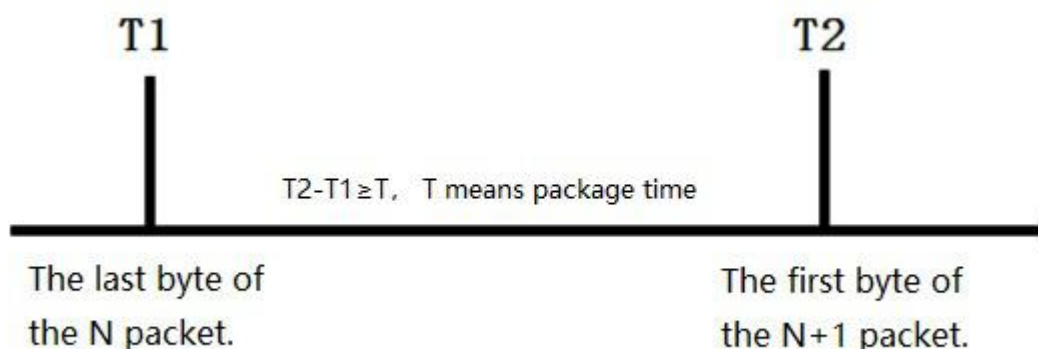 T1 T2
T2-T1≥T, T means package time
The last byte of
the N packet.
The first byte of
the N+1 packet.